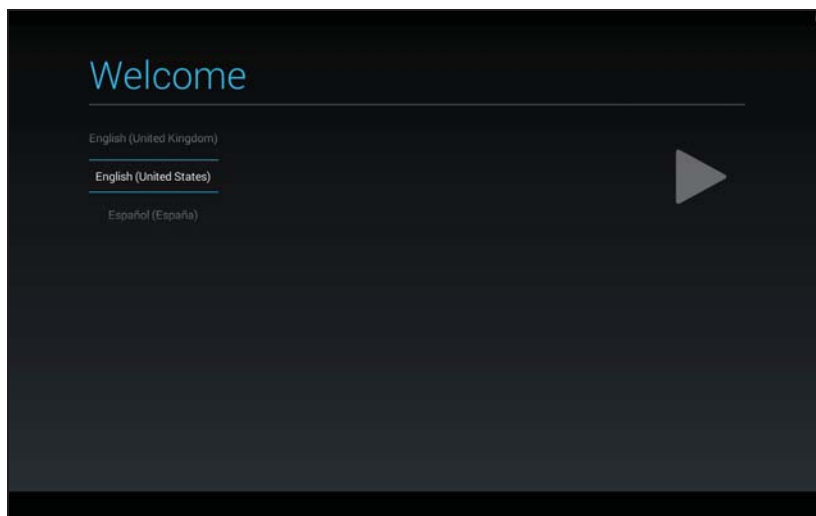 Welcome
English (United Kingdom)
English (United States)
Español (España)